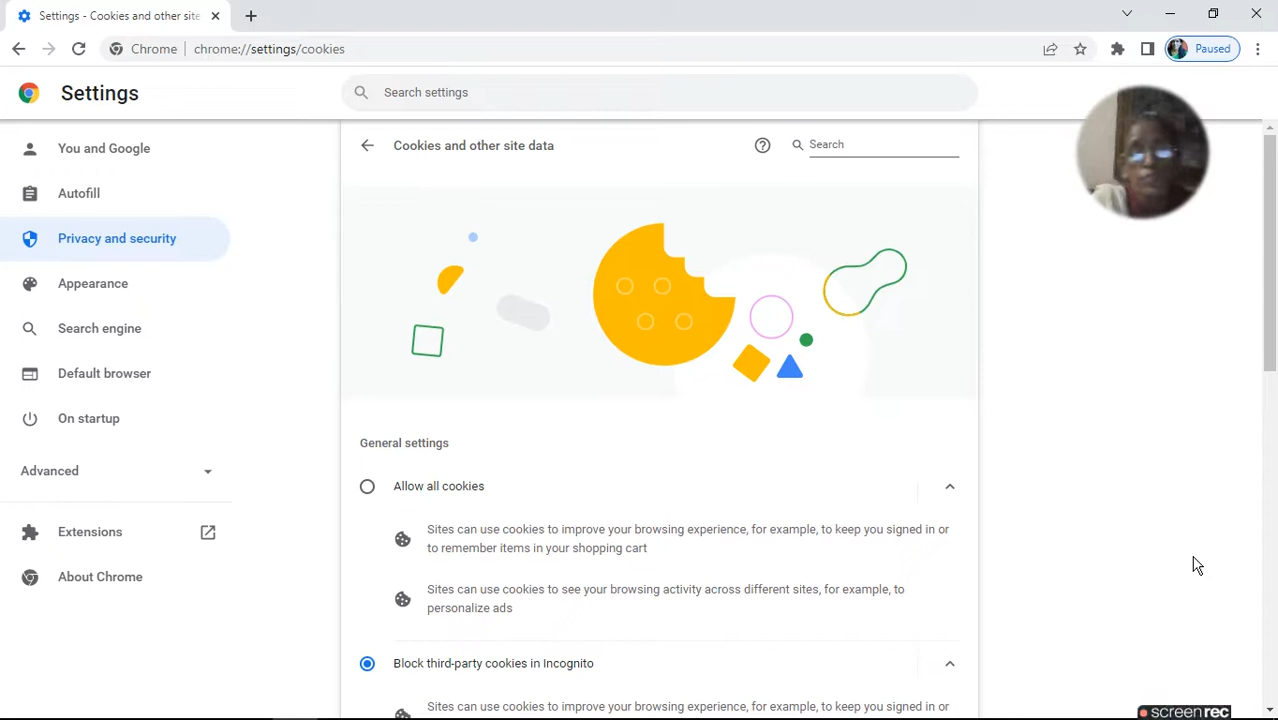 Settings - Cookies and other site
Chrome
chrome://settings/cookies
Paused
Settings
Search settings
You and Google
Autofill
Privacy and security
Appearance
Search engine
Default browser
On startup
Advanced
Extensions
About Chrome
Cookies and other site data
Search
General settings
Allow all cookies
Sites can use cookies to improve your browsing experience, for example, to keep you signed in or
to remember items in your shopping cart
Sites can use cookies to see your browsing activity across different sites, for example, to
personalize ads
Block third-party cookies in Incognito
Sites can use cookies to improve your browsing experience, for example, to keep you signed in or
screenrec